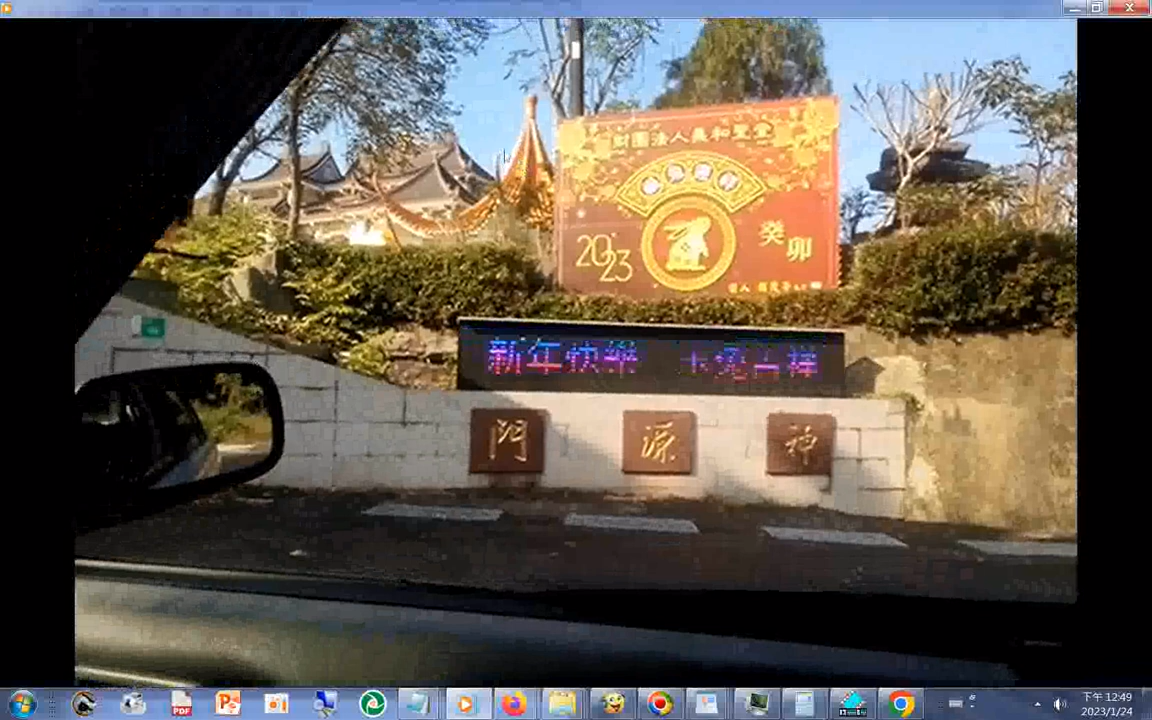 財團法人義和聖堂
2023
癸卯
新年快樂 玉兔吉祥
門 源 神
下午 12:49
2023/1/24